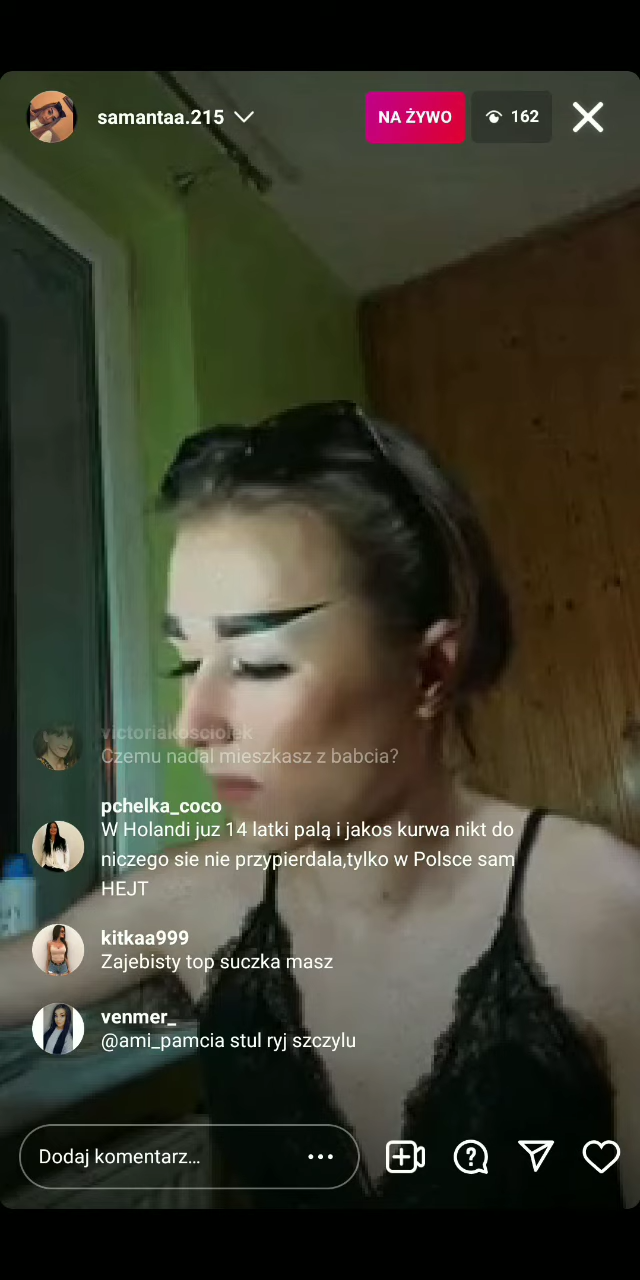 samantaa.215
NA ŻYWO
162
victoriakosciolek
Czemu nadal mieszkasz z babcia?
pchelka_coco
W Holandi juz 14 latki palą i jakos kurwa nikt do
niczego sie nie przypierdala,tylko w Polsce sam
HEJT
kitkaa999
Zajebisty top suczka masz
venmer_
@ami_pamcia stul ryj szczylu
Dodaj komentarz...